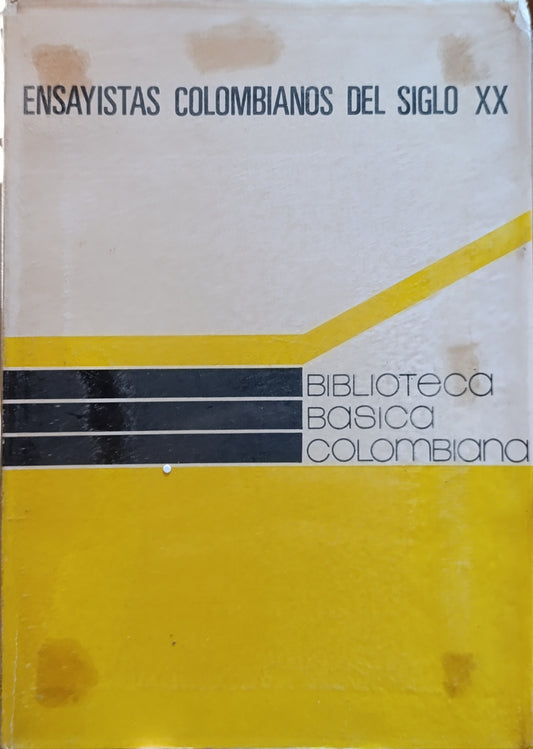 ENSAYISTAS COLOMBIANOS DEL SIGLO XX
BIBLIOTECA
BASICA
COLOMBIANA